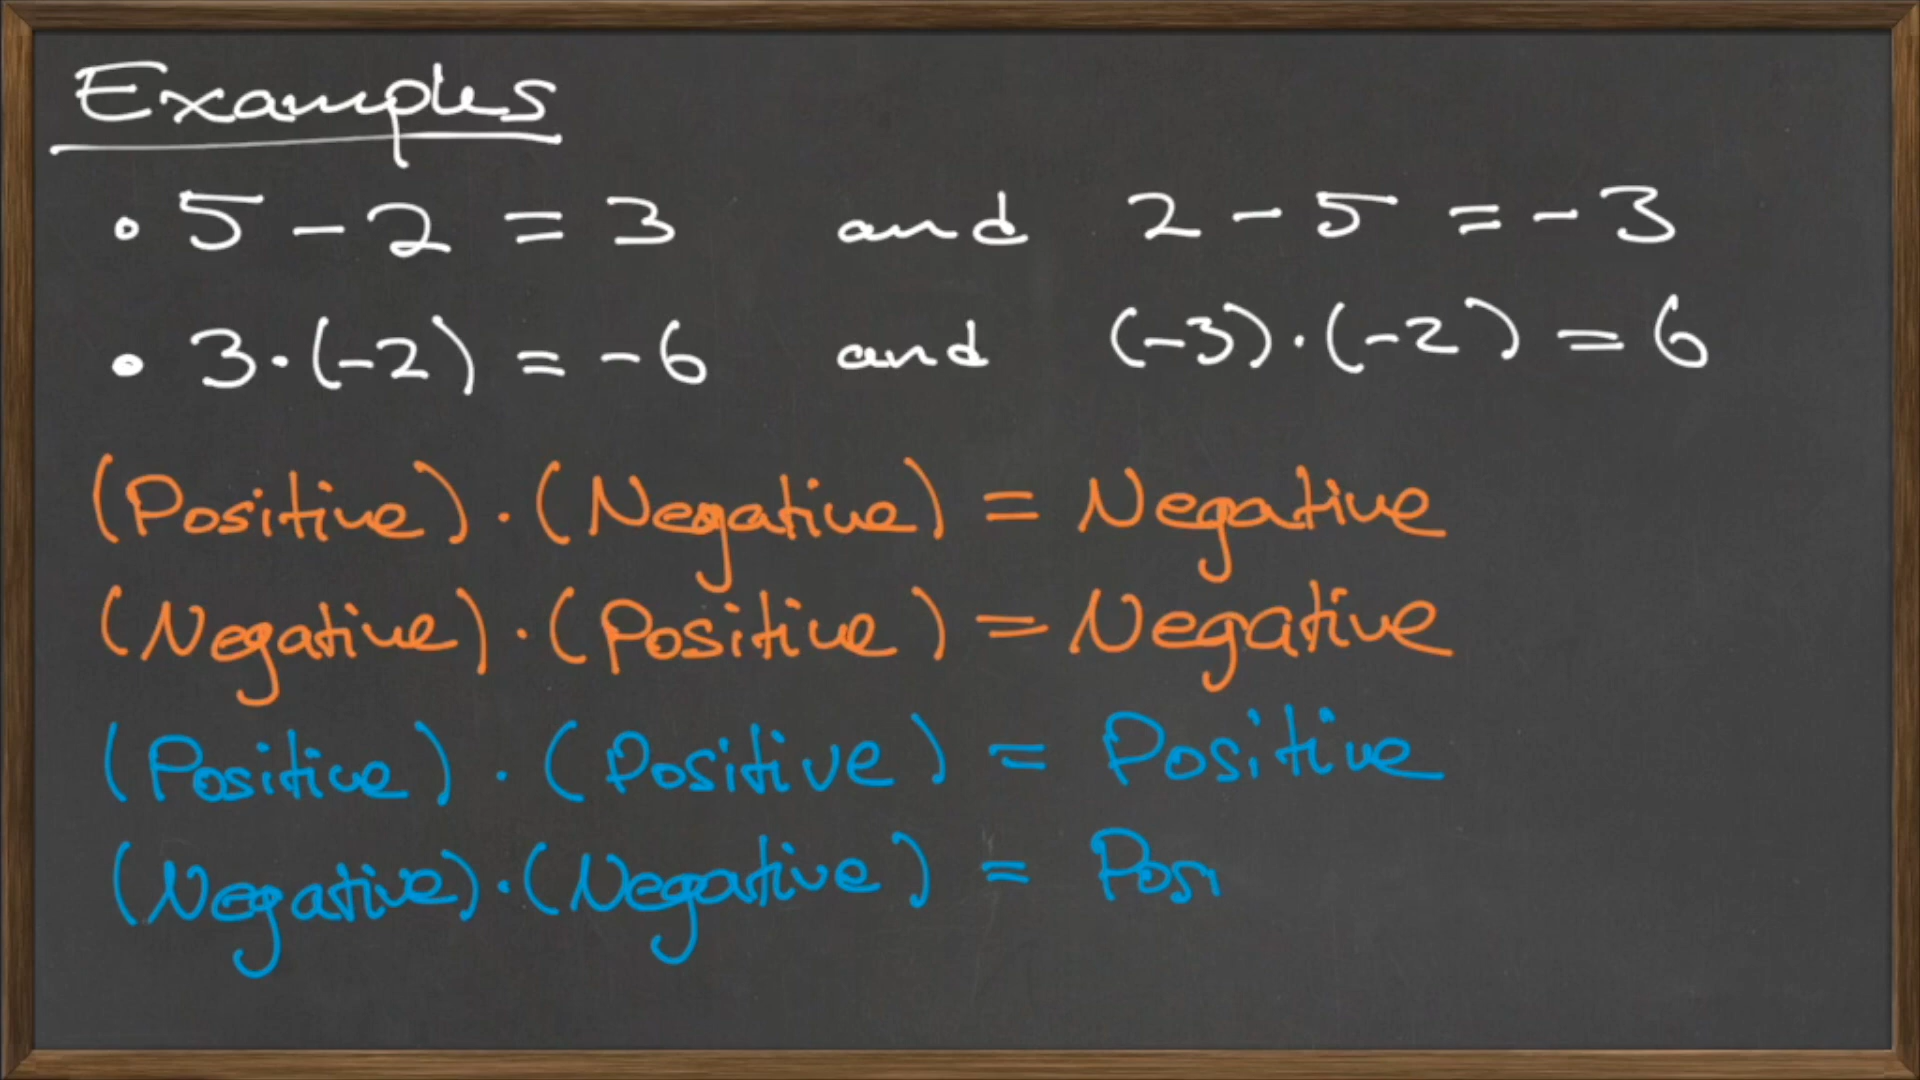 Examples
• 5 - 2 = 3 and 2 - 5 = - 3
• 3 · (-2) = - 6 and (-3) · (-2) = 6
(Positive) · (Negative) = Negative
(Negative) · (Positive) = Negative
(Positive) · (Positive) = Positive
(Negative) · (Negative) = Posi